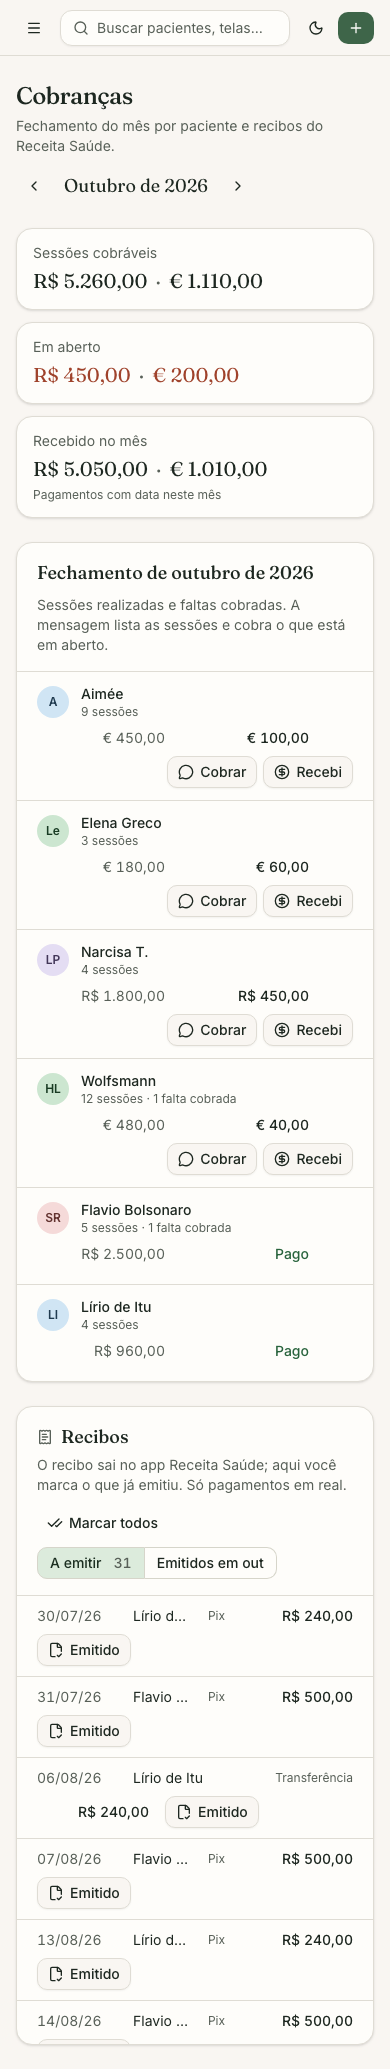 Buscar pacientes, telas...
Cobranças
Fechamento do mês por paciente e recibos do
Receita Saúde.
Outubro de 2026
Sessões cobráveis
R$ 5.260,00 · € 1.110,00
Em aberto
R$ 450,00 · € 200,00
Recebido no mês
R$ 5.050,00 · € 1.010,00
Pagamentos com data neste mês
Fechamento de outubro de 2026
Sessões realizadas e faltas cobradas. A
mensagem lista as sessões e cobra o que está
em aberto.
A Aimée
9 sessões
€ 450,00 € 100,00
Cobrar Recebi
Le Elena Greco
3 sessões
€ 180,00 € 60,00
Cobrar Recebi
LP Narcisa T.
4 sessões
R$ 1.800,00 R$ 450,00
Cobrar Recebi
HL Wolfsmann
12 sessões · 1 falta cobrada
€ 480,00 € 40,00
Cobrar Recebi
SR Flavio Bolsonaro
5 sessões · 1 falta cobrada
R$ 2.500,00 Pago
LI Lírio de Itu
4 sessões
R$ 960,00 Pago
Recibos
O recibo sai no app Receita Saúde; aqui você
marca o que já emitiu. Só pagamentos em real.
Marcar todos
A emitir 31 Emitidos em out
30/07/26 Lírio d... Pix R$ 240,00
Emitido
31/07/26 Flavio ... Pix R$ 500,00
Emitido
06/08/26 Lírio de Itu Transferência
R$ 240,00 Emitido
07/08/26 Flavio ... Pix R$ 500,00
Emitido
13/08/26 Lírio d... Pix R$ 240,00
Emitido
14/08/26 Flavio ... Pix R$ 500,00